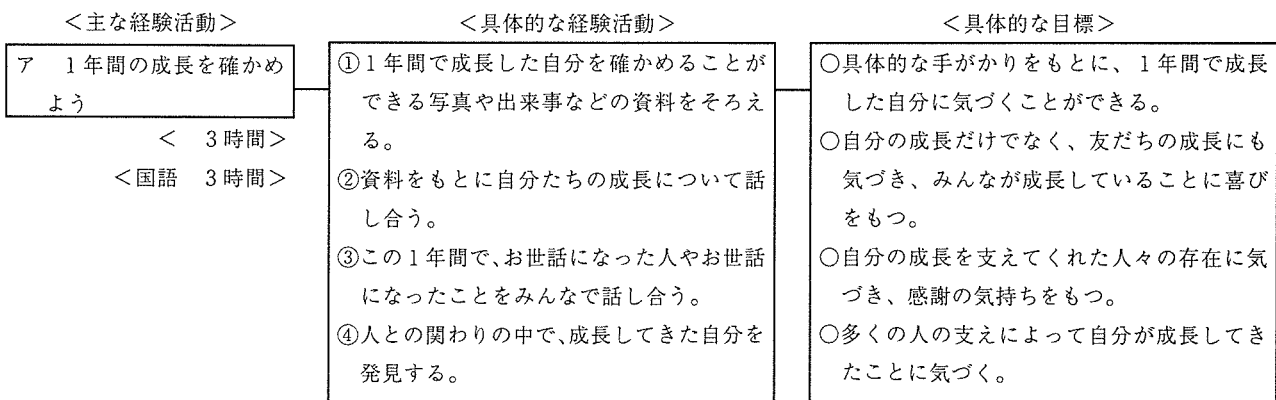 <主な経験活動>
ア 1年間の成長を確かめ
よう
< 3時間>
<国語 3時間>
<具体的な経験活動>
①1年間で成長した自分を確かめることが
できる写真や出来事などの資料をそろえ
る。
②資料をもとに自分たちの成長について話
し合う。
③この1年間で、お世話になった人やお世話
になったことをみんなで話し合う。
④人との関わりの中で、成長してきた自分を
発見する。
<具体的な目標>
○具体的な手がかりをもとに、1年間で成長
した自分に気づくことができる。
○自分の成長だけでなく、友だちの成長にも
気づき、みんなが成長していることに喜び
をもつ。
○自分の成長を支えてくれた人々の存在に気
づき、感謝の気持ちをもつ。
○多くの人の支えによって自分が成長してき
たことに気づく。